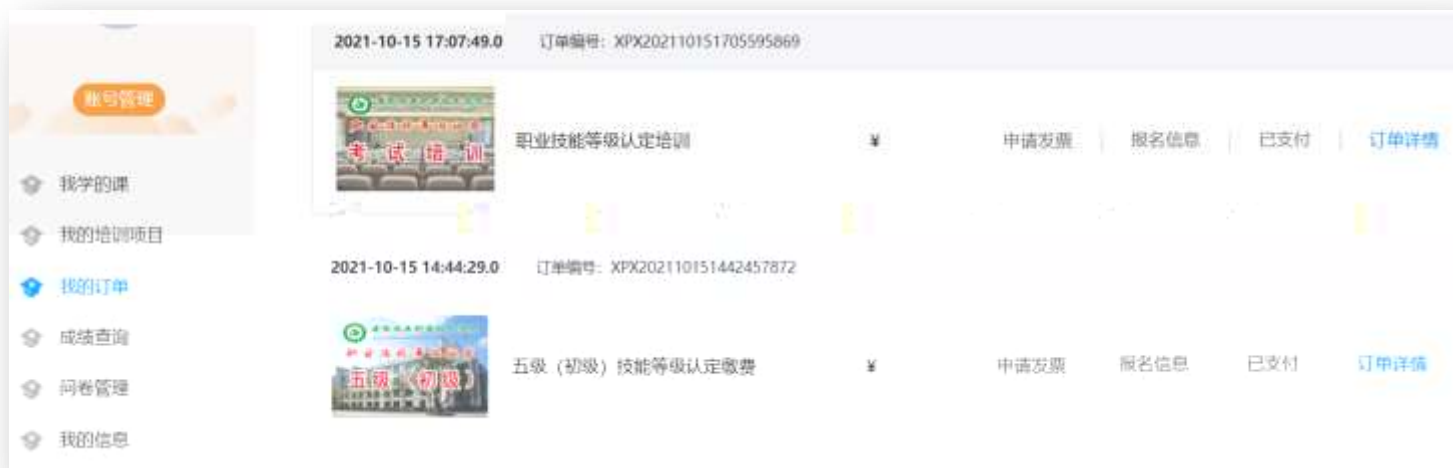 账号管理
我学的课
我的培训项目
我的订单
成绩查询
问卷管理
我的信息
2021-10-15 17:07:49.0 订单编号: XPX202110151705595869
考试培训
职业技能等级认定培训 ¥ 申请发票 报名信息 已支付 订单详情
2021-10-15 14:44:29.0 订单编号: XPX202110151442457872
五级（初级）
五级（初级）技能等级认定缴费 ¥ 申请发票 报名信息 已支付 订单详情